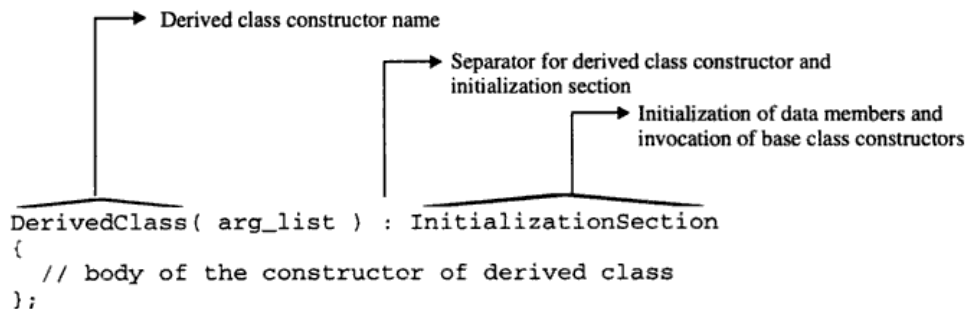 Derived class constructor name
Separator for derived class constructor and
initialization section
Initialization of data members and
invocation of base class constructors
DerivedClass( arg_list ) : InitializationSection
{
// body of the constructor of derived class
};